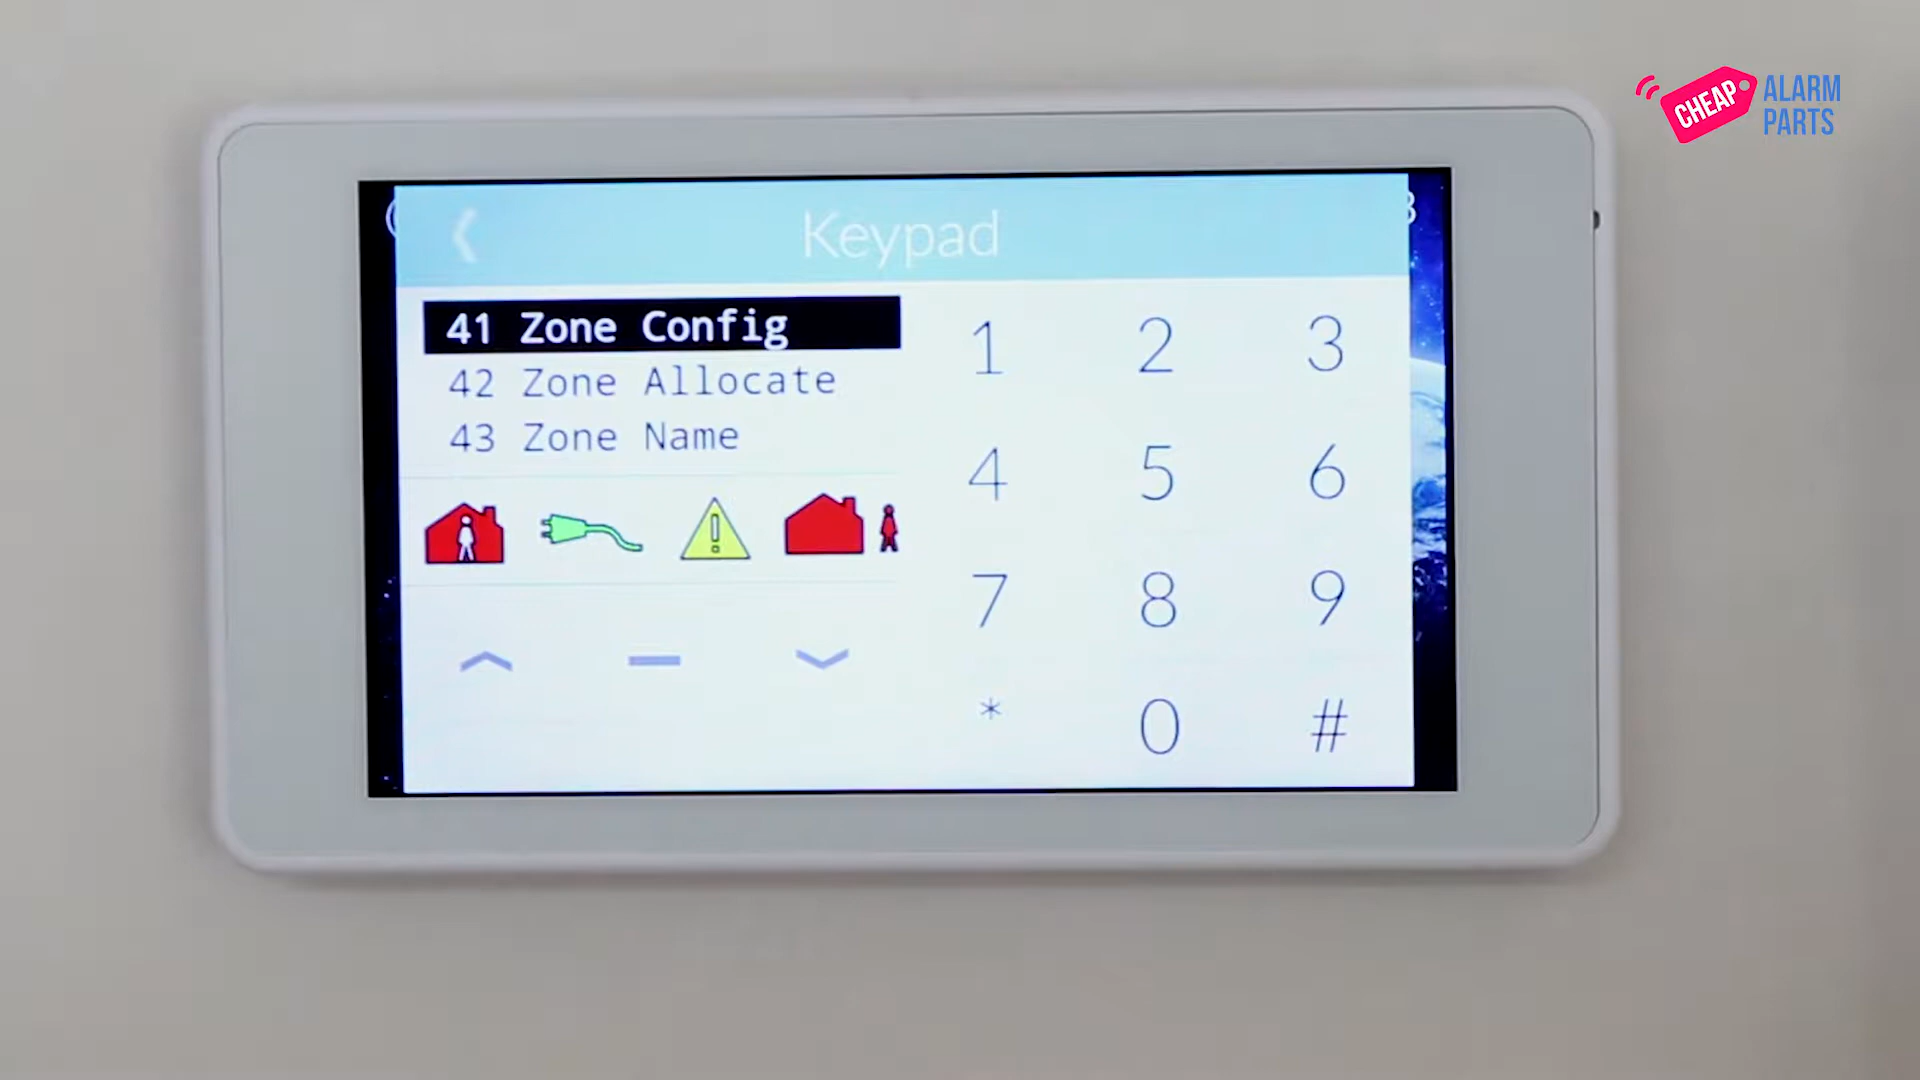 CHEAP ALARM
PARTS
Keypad
3
41 Zone Config
42 Zone Allocate
43 Zone Name
1 2 3
4 5 6
7 8 9
* 0 #